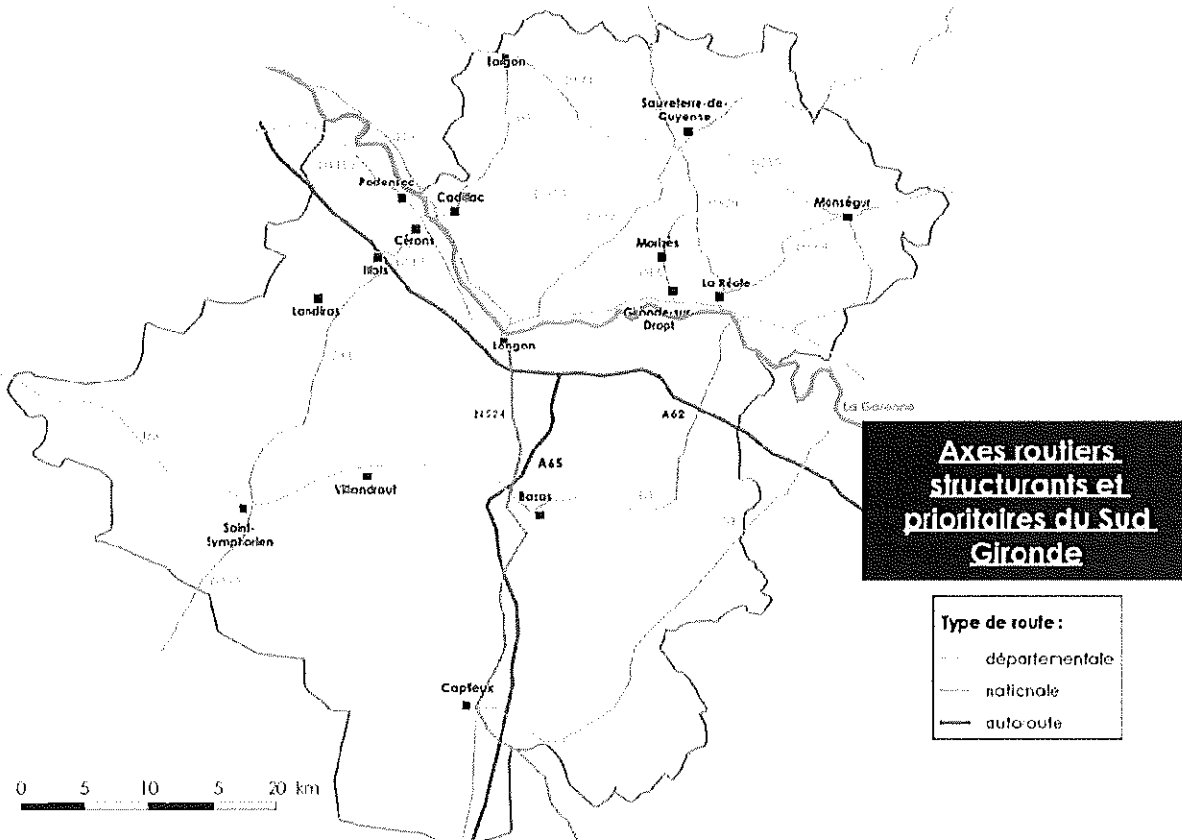 Targon
Sauveterre-de-
Guyenne
Podensac
Cadillac
Monségur
Cérons
Morizès
Illats
La Réole
Landiras
Gironde-sur-
Dropt
Langon
La Garonne
N524
A62
A65
Axes routiers
structurants et
prioritaires du Sud
Gironde
Villandraut
Bazas
Saint-
Symphorien
Type de route :
départementale
nationale
autoroute
Captieux
0 5 10 5 20 km